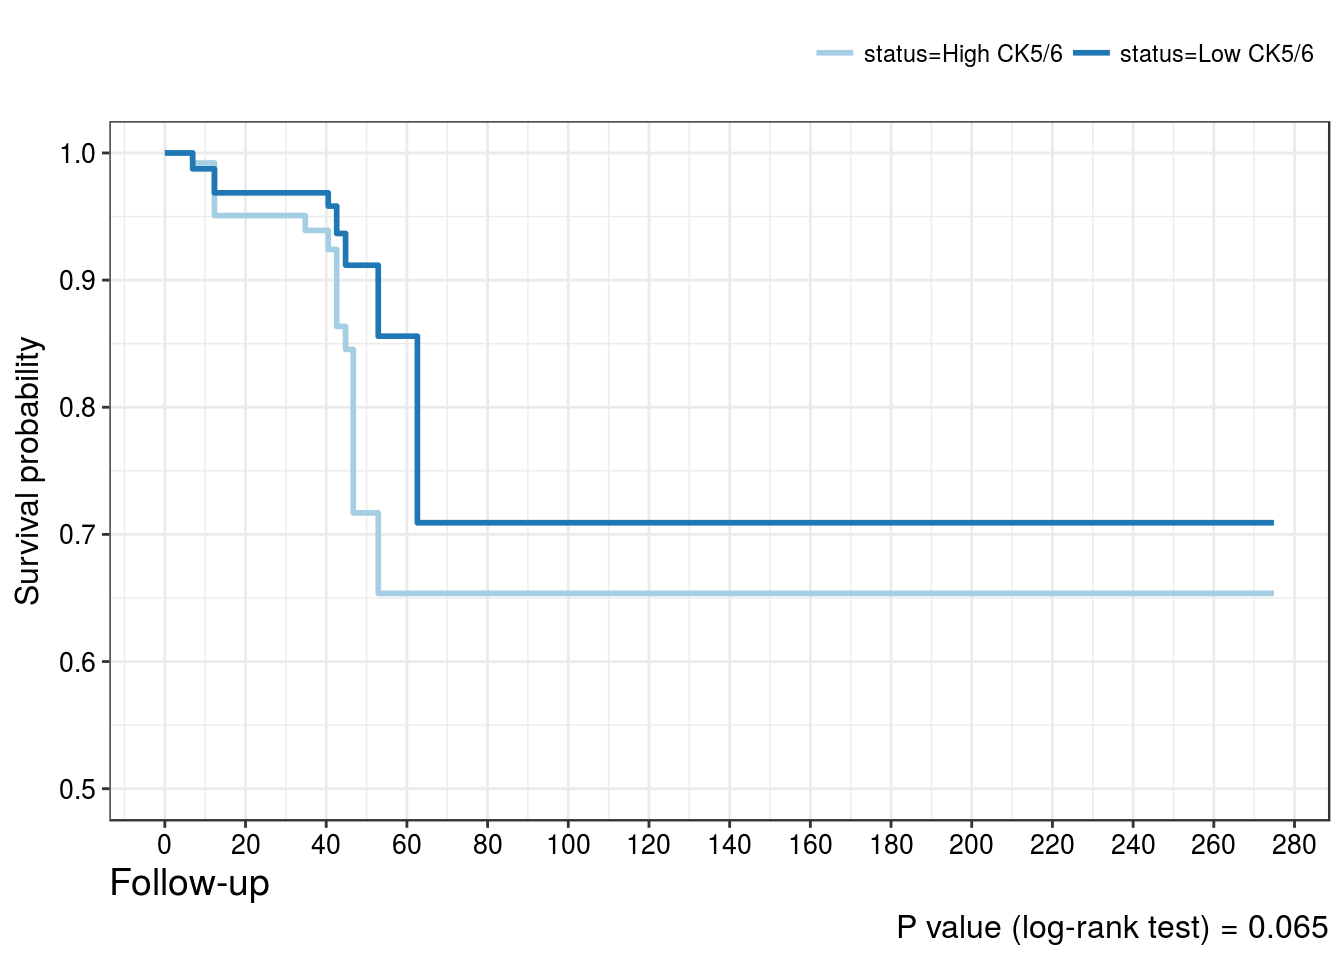 status=High CK5/6 status=Low CK5/6
1.0
0.9
0.8
0.7
0.6
0.5
Survival probability
0 20 40 60 80 100 120 140 160 180 200 220 240 260 280
Follow-up
P value (log-rank test) = 0.065